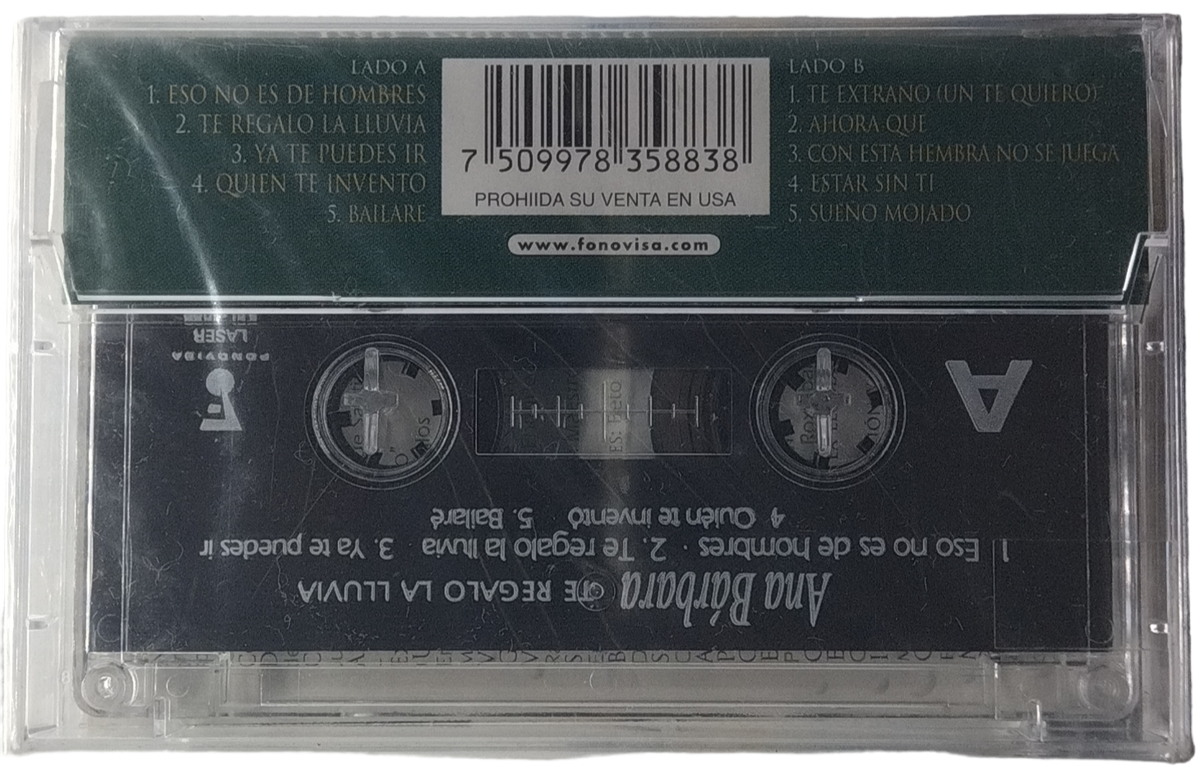 LADO A
1. ESO NO ES DE HOMBRES
2. TE REGALO LA LLUVIA
3. YA TE PUEDES IR
4. QUIEN TE INVENTO
5. BAILARE
7 509978 358838
PROHIIDA SU VENTA EN USA
www.fonovisa.com
LADO B
1. TE EXTRAÑO (UN TE QUIERO)
2. AHORA QUE
3. CON ESTA HEMBRA NO SE JUEGA
4. ESTAR SIN TI
5. SUEÑO MOJADO
Ana Bárbara TE REGALO LA LLUVIA
1 Eso no es de hombres · 2. Te regalo la lluvia · 3. Ya te puedes ir
4 Quién te inventó 5. Bailaré
A
FONOVISA
LASER